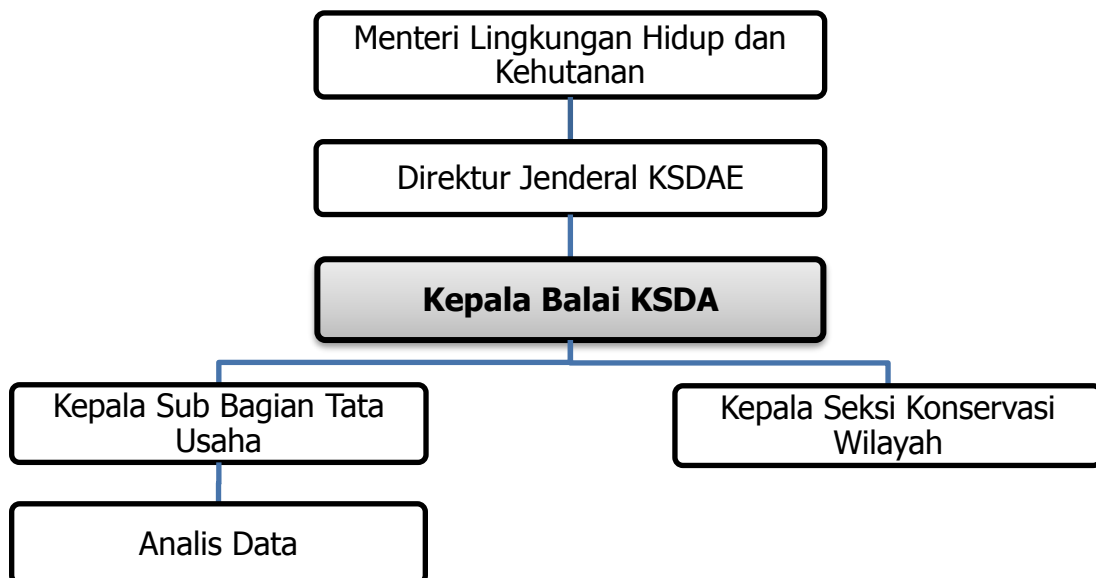 Menteri Lingkungan Hidup dan
Kehutanan
Direktur Jenderal KSDAE
Kepala Balai KSDA
Kepala Sub Bagian Tata
Usaha
Kepala Seksi Konservasi
Wilayah
Analis Data